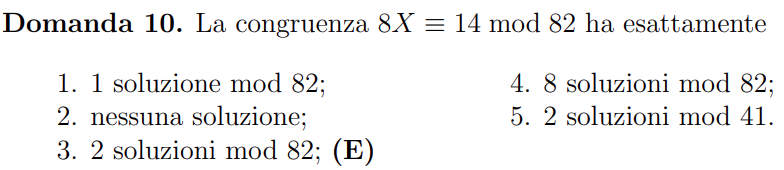 Domanda 10. La congruenza 8X ≡ 14 mod 82 ha esattamente
1. 1 soluzione mod 82;
2. nessuna soluzione;
3. 2 soluzioni mod 82; (E)
4. 8 soluzioni mod 82;
5. 2 soluzioni mod 41.